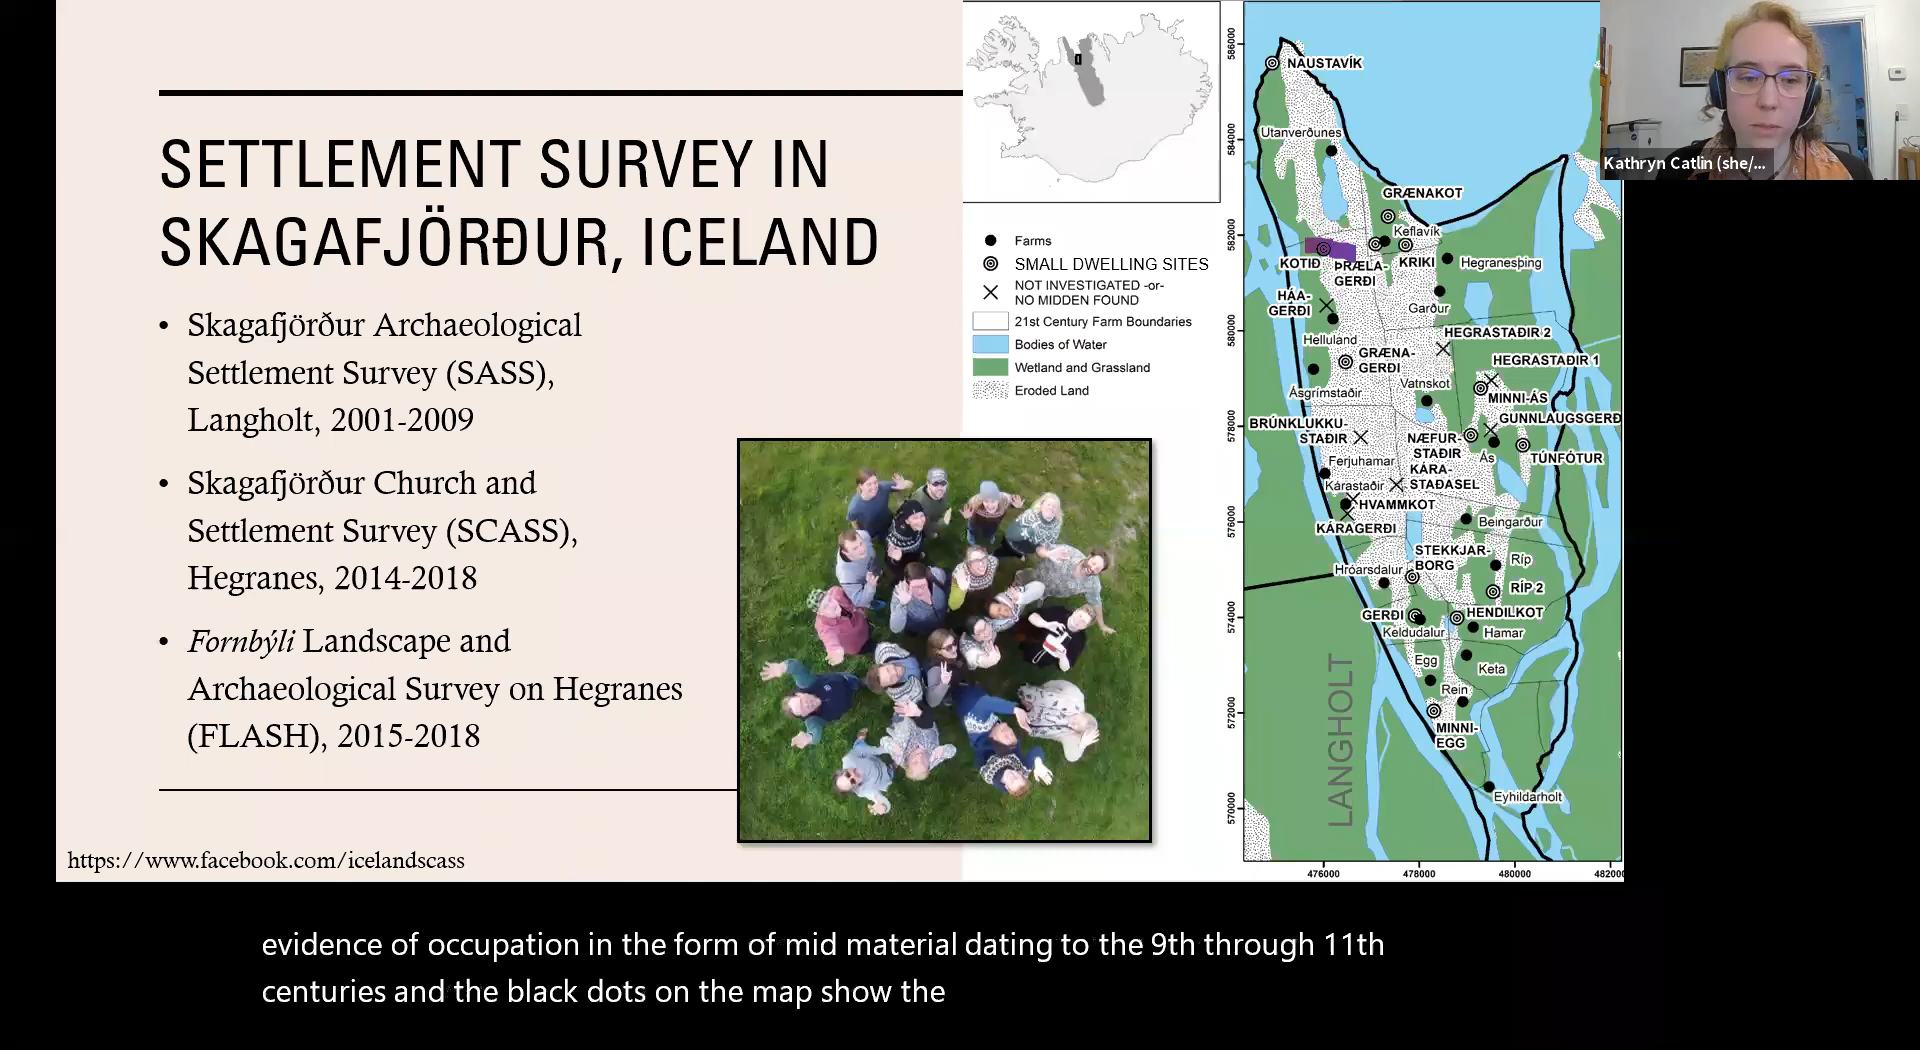 SETTLEMENT SURVEY IN
SKAGAFJÖRÐUR, ICELAND
• Skagafjörður Archaeological
Settlement Survey (SASS),
Langholt, 2001-2009
• Skagafjörður Church and
Settlement Survey (SCASS),
Hegranes, 2014-2018
• Fornbýli Landscape and
Archaeological Survey on Hegranes
(FLASH), 2015-2018
https://www.facebook.com/icelandscass
Farms
SMALL DWELLING SITES
NOT INVESTIGATED -or-
NO MIDDEN FOUND
21st Century Farm Boundaries
Bodies of Water
Wetland and Grassland
Eroded Land
586000
584000
582000
580000
578000
576000
574000
572000
570000
NAUSTAVÍK
Utanverðunes
GRÆNAKOT
Keflavík
KOTIÐ
ÞRÆLA-
GERÐI
KRIKI
Hegranesþing
HÁA-
GERÐI
Garður
HEGRASTAÐIR 2
Helluland
GRÆNA-
GERÐI
HEGRASTAÐIR 1
Ásgrímstaðir
Vatnskot
MINNI-ÁS
GUNNLAUGSGERÐ
BRÚNKLUKKU-
STAÐIR
NÆFUR-
STAÐIR
Ás
TÚNFÓTUR
Ferjuhamar
KÁRA-
STAÐASEL
Kárastaðir
HVAMMKOT
KÁRAGERÐI
Beingarður
STEKKJAR-
BORG
Ríp
Hróarsdalur
RÍP 2
GERÐI
HENDILKOT
Keldudalur
Hamar
Egg
Keta
Rein
MINNI-
EGG
Eyhildarholt
LANGHOLT
476000
478000
480000
482000
Kathryn Catlin (she/...
evidence of occupation in the form of mid material dating to the 9th through 11th
centuries and the black dots on the map show the